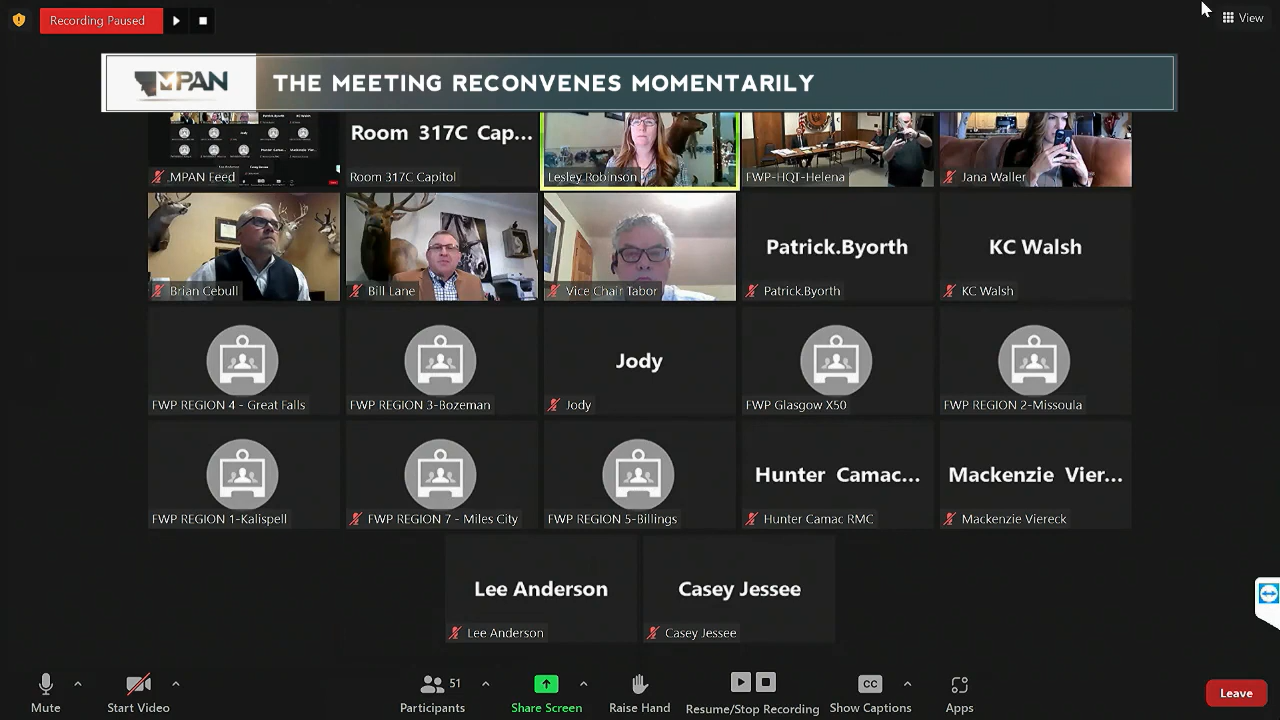 Recording Paused
View
MPAN
THE MEETING RECONVENES MOMENTARILY
Room 317C Cap...
MPAN Feed
Room 317C Capitol
Lesley Robinson
FWP-HQT-Helena
Jana Waller
Patrick.Byorth
KC Walsh
Brian Cebull
Bill Lane
Vice Chair Tabor
Patrick.Byorth
KC Walsh
Jody
FWP REGION 4 - Great Falls
FWP REGION 3-Bozeman
Jody
FWP Glasgow X50
FWP REGION 2-Missoula
Hunter Camac...
Mackenzie Vier...
FWP REGION 1-Kalispell
FWP REGION 7 - Miles City
FWP REGION 5-Billings
Hunter Camac RMC
Mackenzie Viereck
Lee Anderson
Casey Jessee
Lee Anderson
Casey Jessee
51
CC
Mute
Start Video
Participants
Share Screen
Raise Hand
Resume/Stop Recording
Show Captions
Apps
Leave